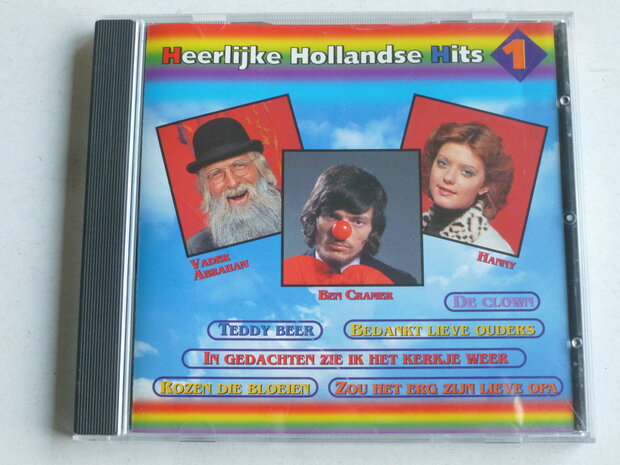 Heerlijke Hollandse Hits 1
Vader
Abrahan
Ben Cramer
Hanny
De clown
Teddy beer
Bedankt lieve ouders
In gedachten zie ik het kerkje weer
Rozen die bloeien
Zou het erg zijn lieve opa